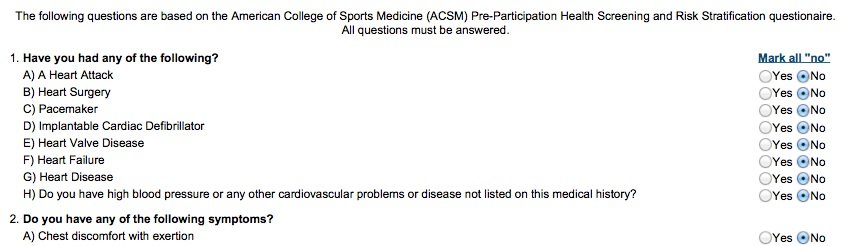 The following questions are based on the American College of Sports Medicine (ACSM) Pre-Participation Health Screening and Risk Stratification questionaire.
All questions must be answered.
1. Have you had any of the following? Mark all "no"
A) A Heart Attack Yes No
B) Heart Surgery Yes No
C) Pacemaker Yes No
D) Implantable Cardiac Defibrillator Yes No
E) Heart Valve Disease Yes No
F) Heart Failure Yes No
G) Heart Disease Yes No
H) Do you have high blood pressure or any other cardiovascular problems or disease not listed on this medical history? Yes No
2. Do you have any of the following symptoms?
A) Chest discomfort with exertion Yes No